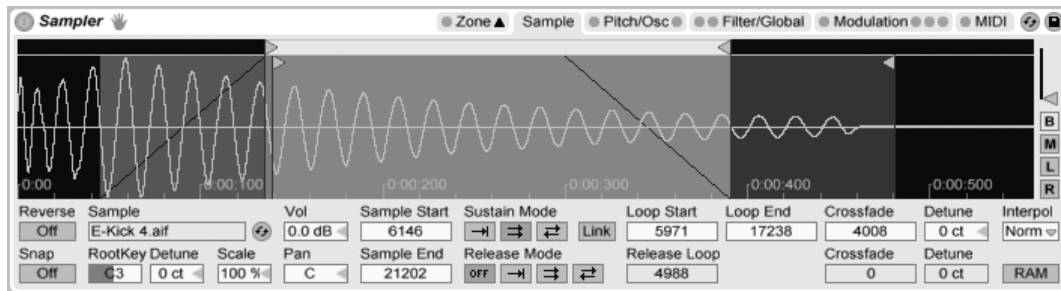 Sampler Zone Sample Pitch/Osc Filter/Global Modulation MIDI
B
M
L
R
0:00 0:00:100 0:00:200 0:00:300 0:00:400 0:00:500
Reverse Sample Vol Sample Start Sustain Mode Loop Start Loop End Crossfade Detune Interpol
Off E-Kick 4.aif 0.0 dB 6146 Link 5971 17238 4008 0 ct Norm
Snap RootKey Detune Scale Pan Sample End Release Mode Release Loop Crossfade Detune
Off C3 0 ct 100 % C 21202 OFF 4988 0 0 ct RAM